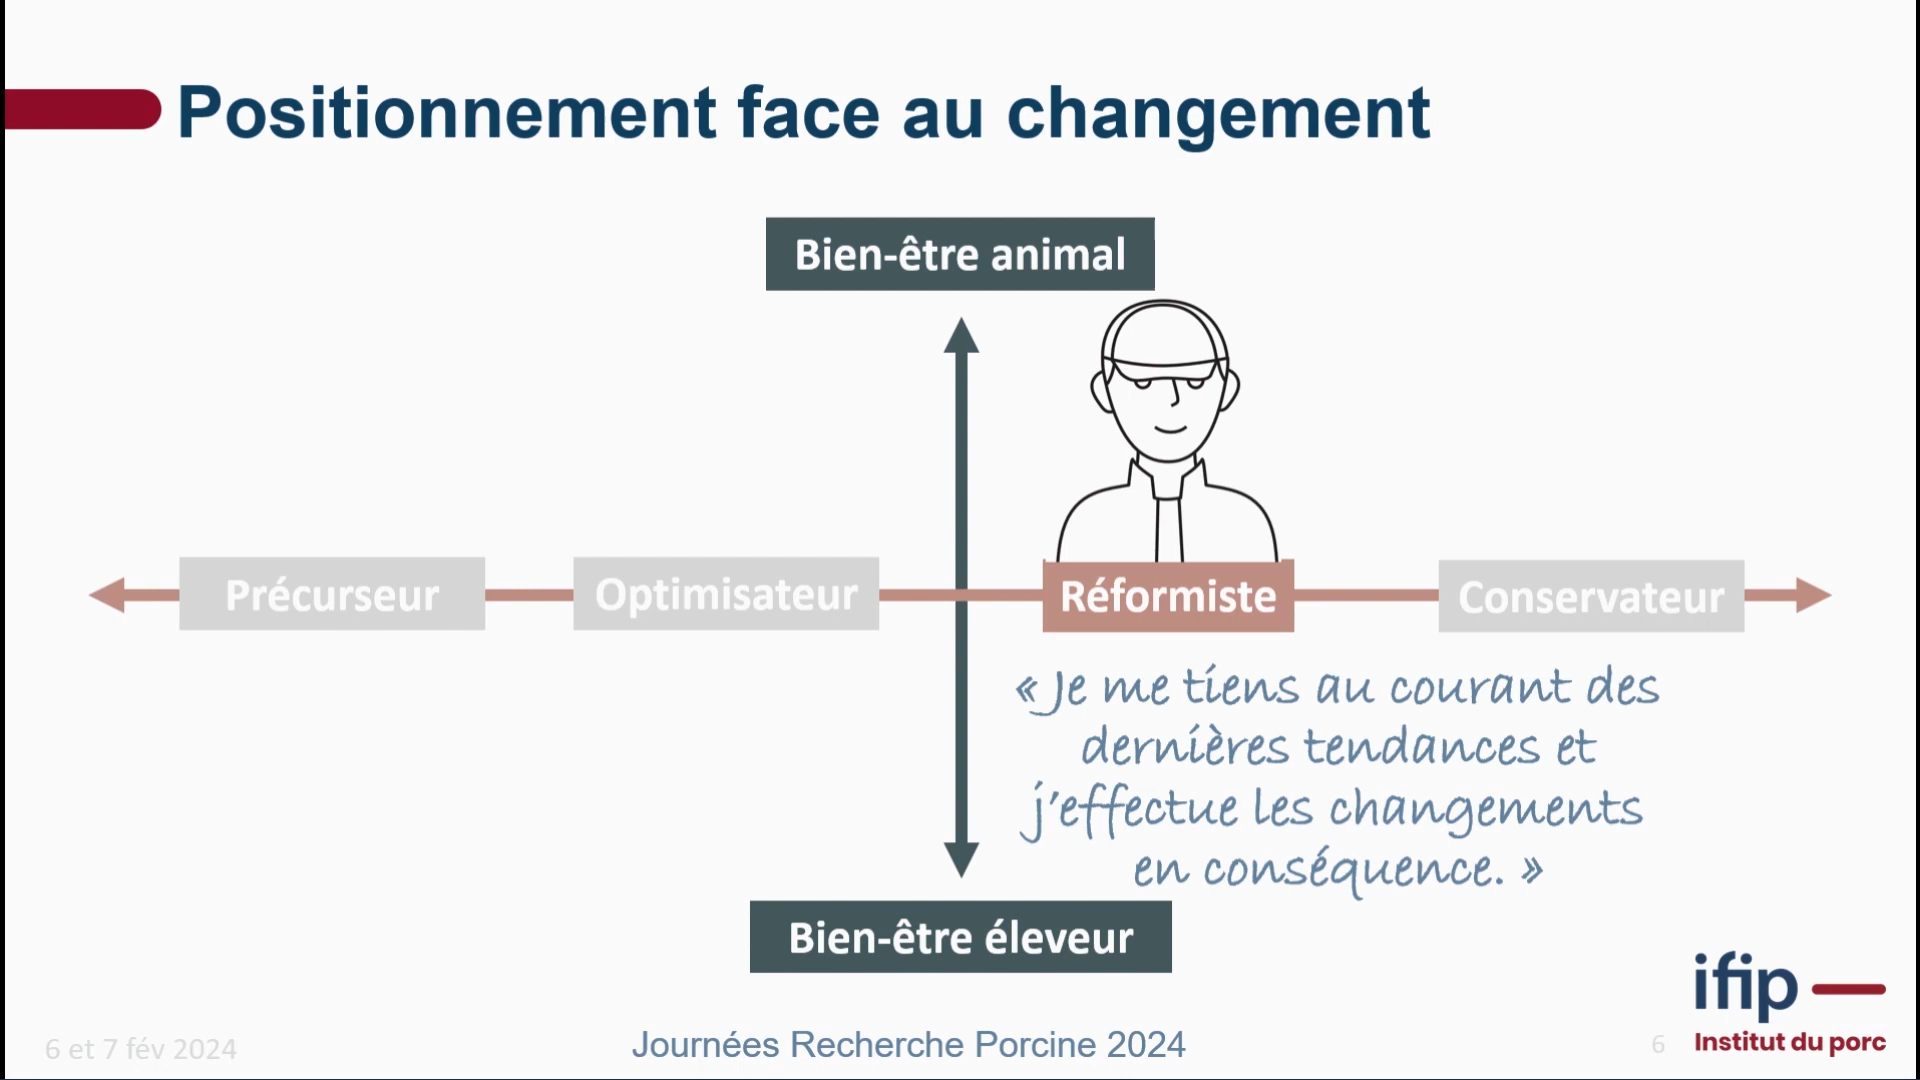 Positionnement face au changement
Bien-être animal
Précurseur
Optimisateur
Réformiste
Conservateur
« Je me tiens au courant des
dernières tendances et
j'effectue les changements
en conséquence. »
Bien-être éleveur
6 et 7 fév 2024
Journées Recherche Porcine 2024
6
ifip
Institut du porc